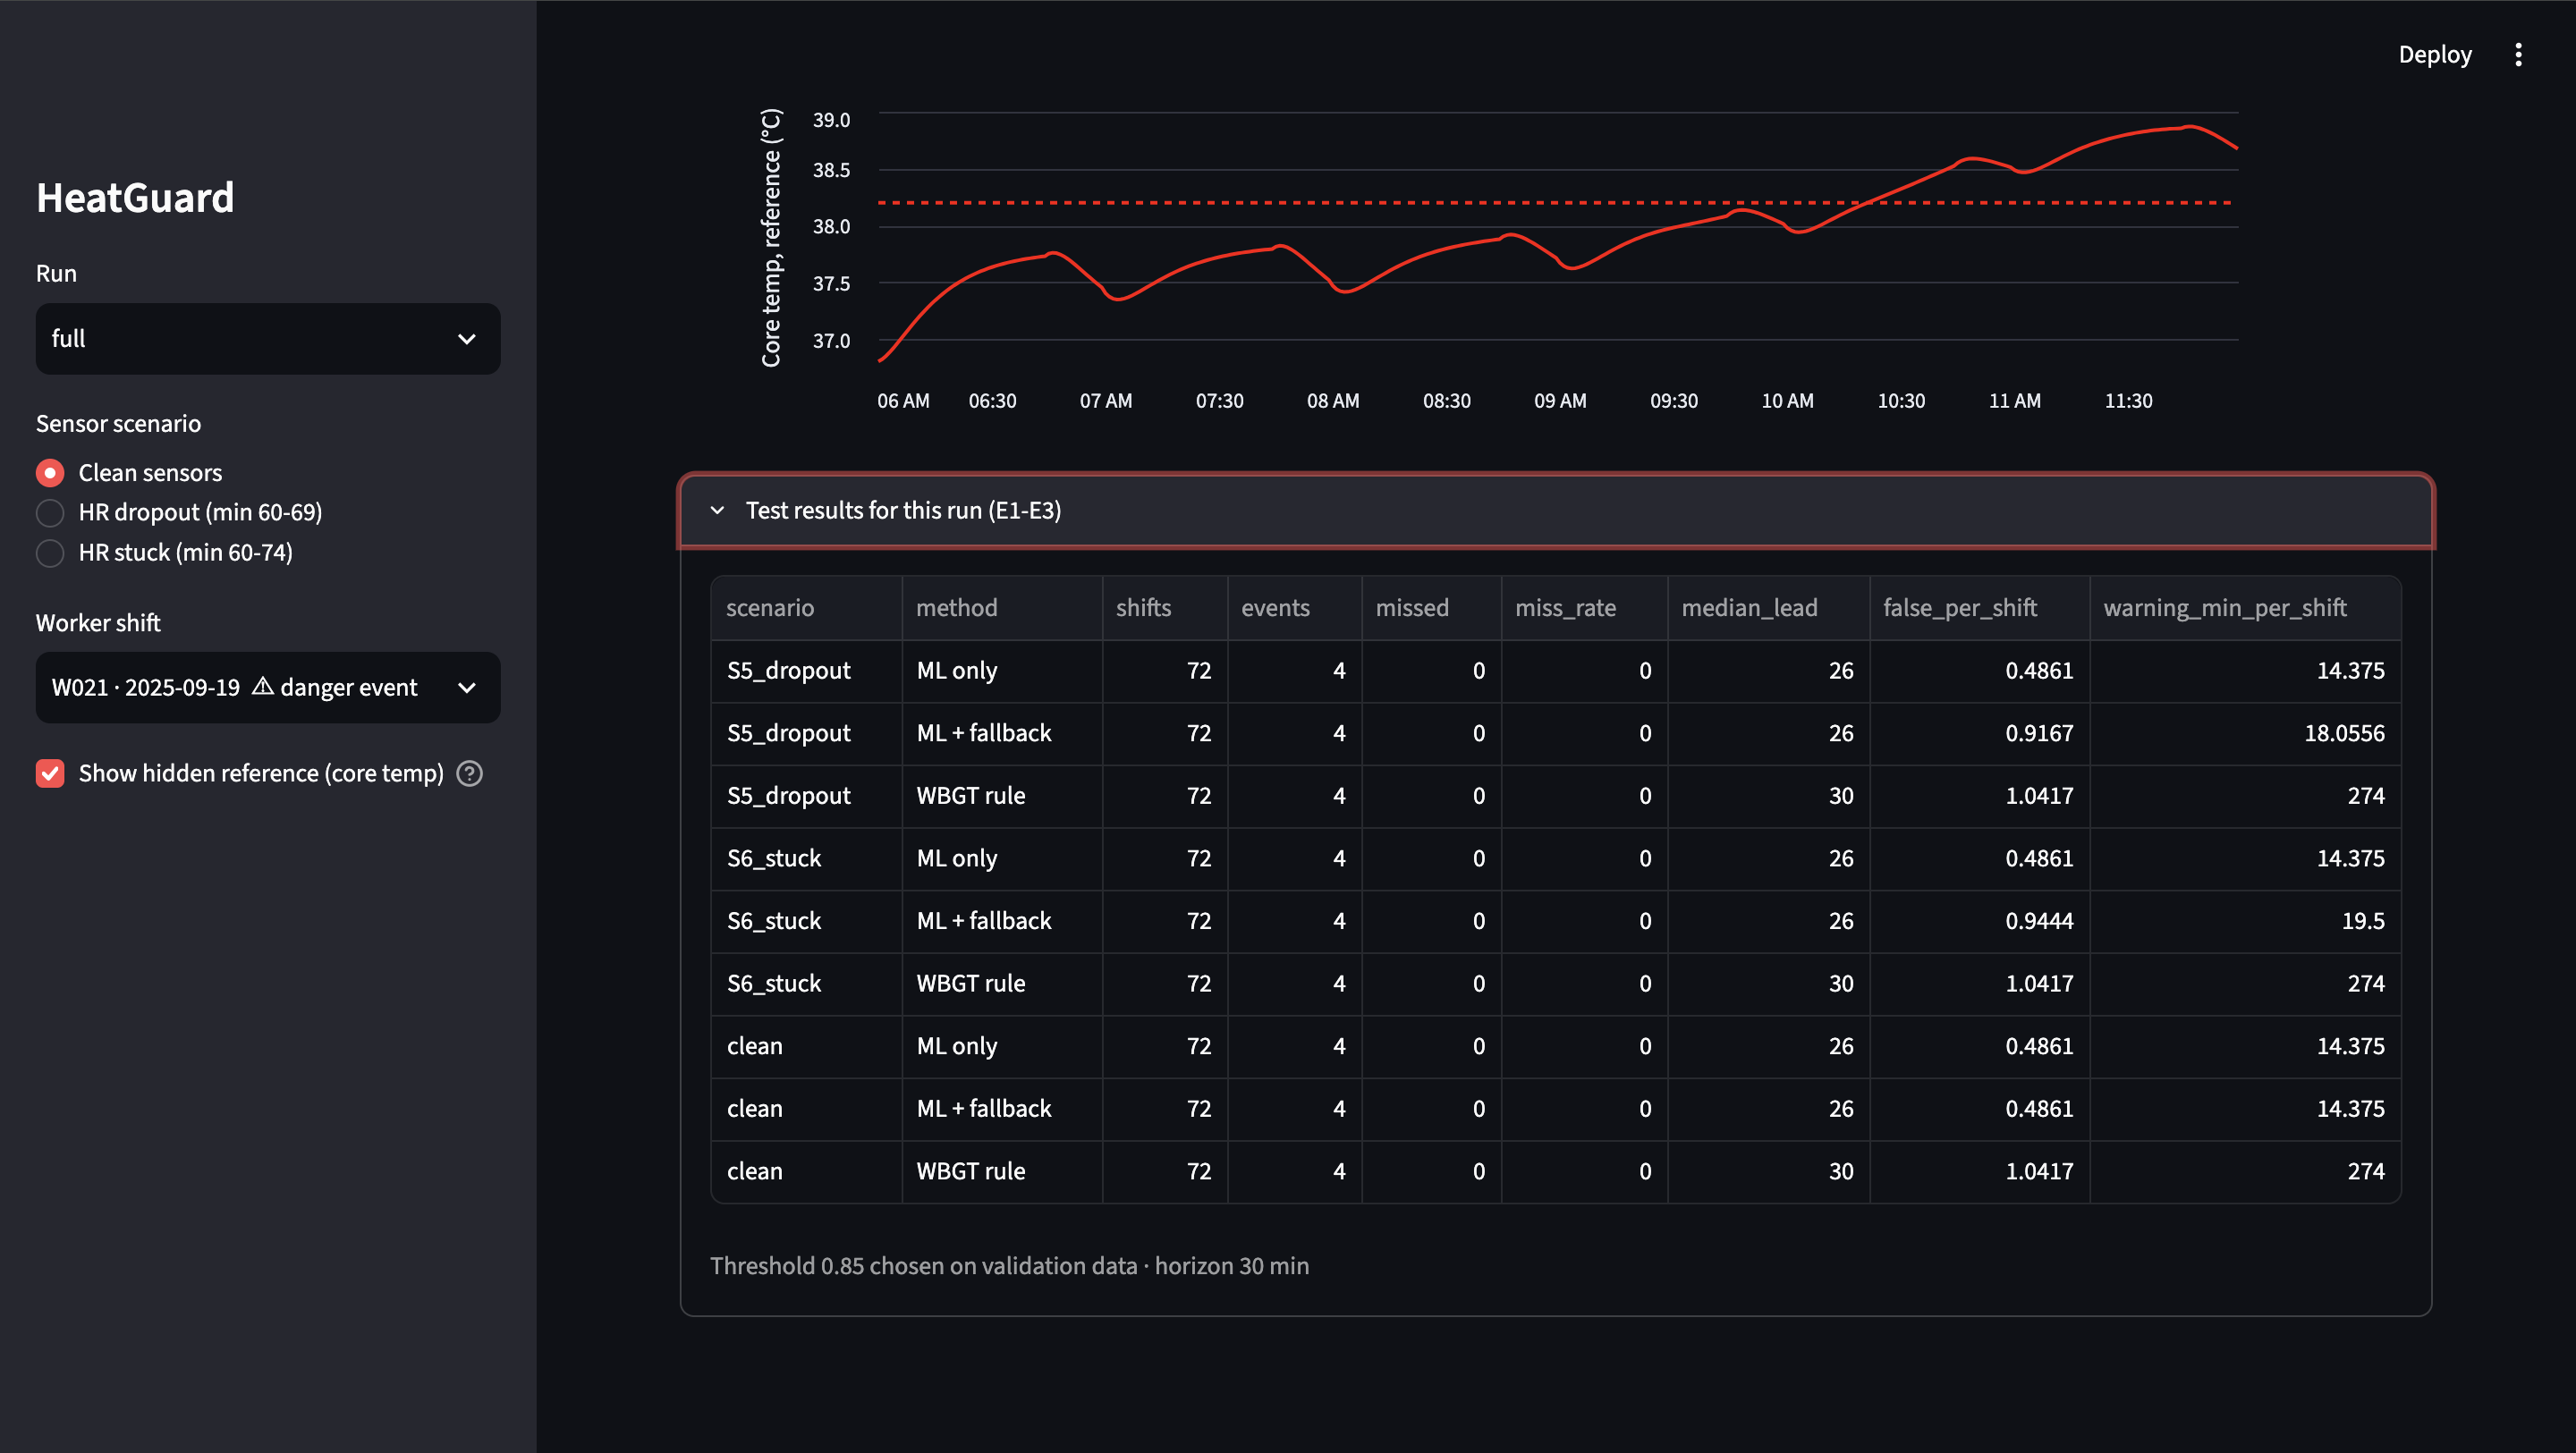 Deploy
HeatGuard
Run
full
Sensor scenario
Clean sensors
HR dropout (min 60-69)
HR stuck (min 60-74)
Worker shift
W021 · 2025-09-19 ⚠ danger event
Show hidden reference (core temp)
Core temp, reference (°C)
39.0
38.5
38.0
37.5
37.0
06 AM 06:30 07 AM 07:30 08 AM 08:30 09 AM 09:30 10 AM 10:30 11 AM 11:30
Test results for this run (E1-E3)
scenario method shifts events missed miss_rate median_lead false_per_shift warning_min_per_shift
S5_dropout ML only 72 4 0 0 26 0.4861 14.375
S5_dropout ML + fallback 72 4 0 0 26 0.9167 18.0556
S5_dropout WBGT rule 72 4 0 0 30 1.0417 274
S6_stuck ML only 72 4 0 0 26 0.4861 14.375
S6_stuck ML + fallback 72 4 0 0 26 0.9444 19.5
S6_stuck WBGT rule 72 4 0 0 30 1.0417 274
clean ML only 72 4 0 0 26 0.4861 14.375
clean ML + fallback 72 4 0 0 26 0.4861 14.375
clean WBGT rule 72 4 0 0 30 1.0417 274
Threshold 0.85 chosen on validation data · horizon 30 min